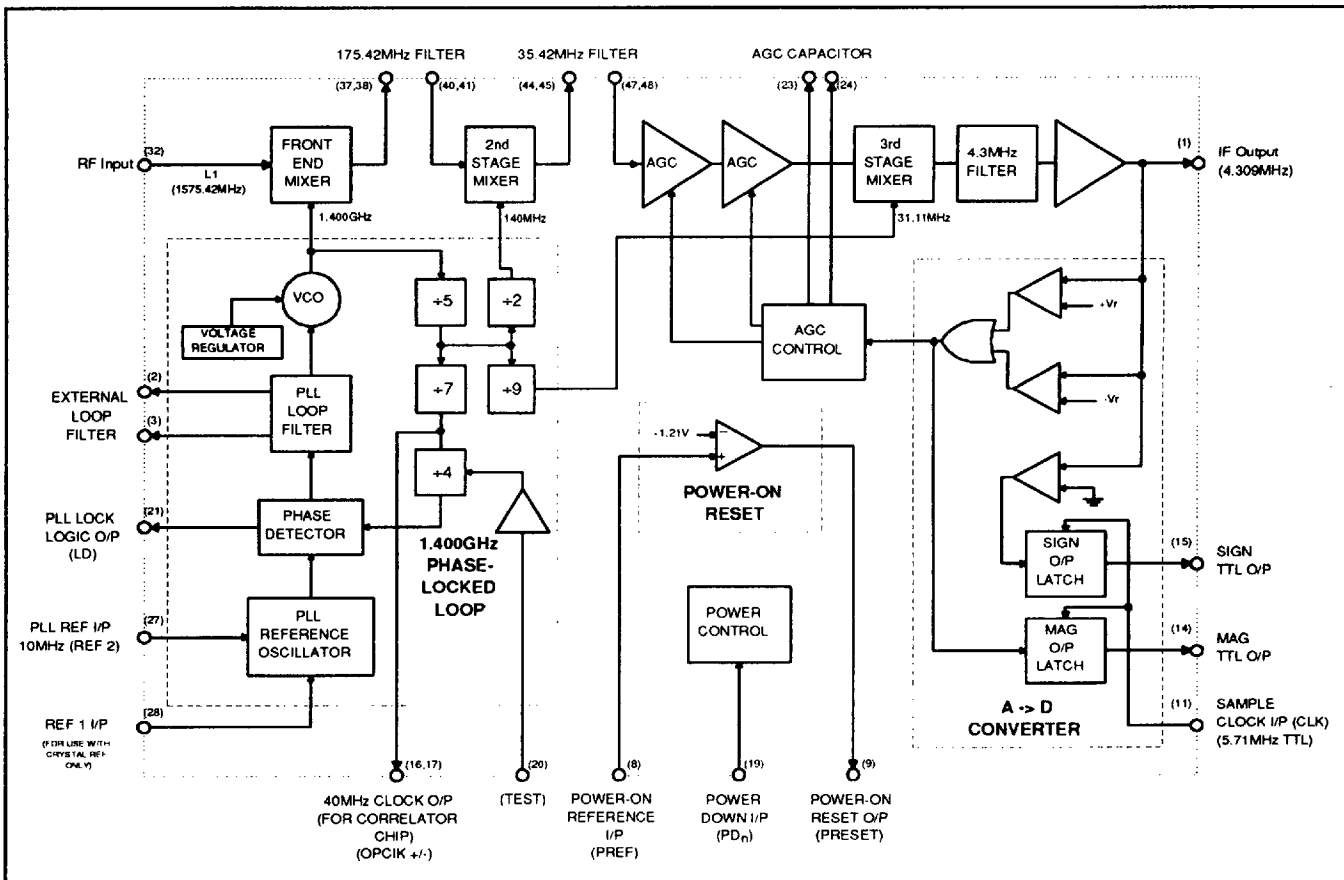 175.42MHz FILTER
35.42MHz FILTER
AGC CAPACITOR
(37,38)
(40,41)
(44,45)
(47,48)
(23)
(24)
RF Input
(32)
L1
(1575.42MHz)
FRONT
END
MIXER
2nd
STAGE
MIXER
AGC
AGC
3rd
STAGE
MIXER
4.3MHz
FILTER
(1)
IF Output
(4.309MHz)
1.400GHz
140MHz
31.11MHz
VCO
VOLTAGE
REGULATOR
÷5
÷2
÷7
÷9
÷4
AGC
CONTROL
+Vr
-Vr
EXTERNAL
LOOP
FILTER
(2)
(3)
PLL
LOOP
FILTER
-1.21V
−
+
POWER-ON
RESET
PLL LOCK
LOGIC O/P
(LD)
(21)
PHASE
DETECTOR
1.400GHz
PHASE-
LOCKED
LOOP
SIGN
O/P
LATCH
(15)
SIGN
TTL O/P
PLL REF I/P
10MHz (REF 2)
(27)
PLL
REFERENCE
OSCILLATOR
POWER
CONTROL
MAG
O/P
LATCH
(14)
MAG
TTL O/P
REF 1 I/P
(FOR USE WITH
CRYSTAL REF
ONLY)
(28)
A -> D
CONVERTER
(11)
SAMPLE
CLOCK I/P (CLK)
(5.71MHz TTL)
(16,17)
(20)
(8)
(19)
(9)
40MHz CLOCK O/P
(FOR CORRELATOR
CHIP)
(OPClK +/-)
(TEST)
POWER-ON
REFERENCE
I/P
(PREF)
POWER
DOWN I/P
(PDn)
POWER-ON
RESET O/P
(PRESET)